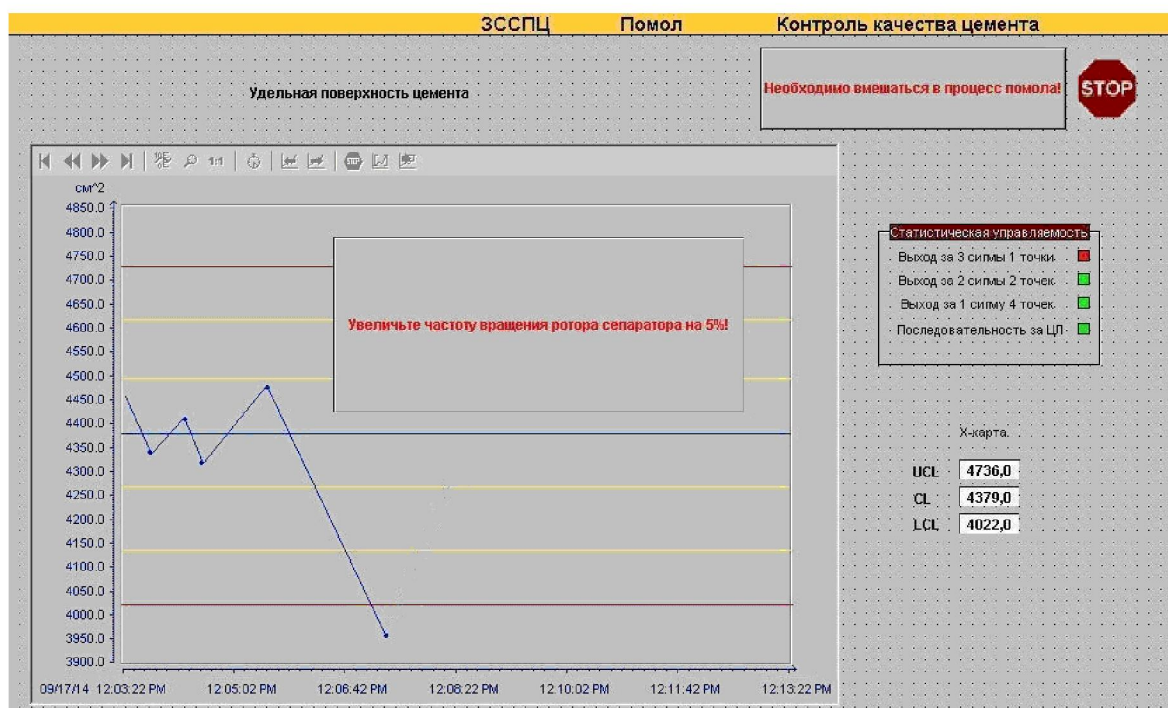 ЗССПЦ Помол Контроль качества цемента
Удельная поверхность цемента
Необходимо вмешаться в процесс помола!
STOP
1:1
STOP
см^2
4850.0
4800.0
4750.0
4700.0
4650.0
4600.0
4550.0
4500.0
4450.0
4400.0
4350.0
4300.0
4250.0
4200.0
4150.0
4100.0
4050.0
4000.0
3950.0
3900.0
Увеличьте частоту вращения ротора сепаратора на 5%!
09/17/14 12:03:22 PM 12:05:02 PM 12:06:42 PM 12:08:22 PM 12:10:02 PM 12:11:42 PM 12:13:22 PM
Статистическая управляемость
Выход за 3 сигмы 1 точки
Выход за 2 сигмы 2 точек
Выход за 1 сигму 4 точек
Последовательность за ЦЛ
Х-карта
UCL 4736,0
CL 4379,0
LCL 4022,0